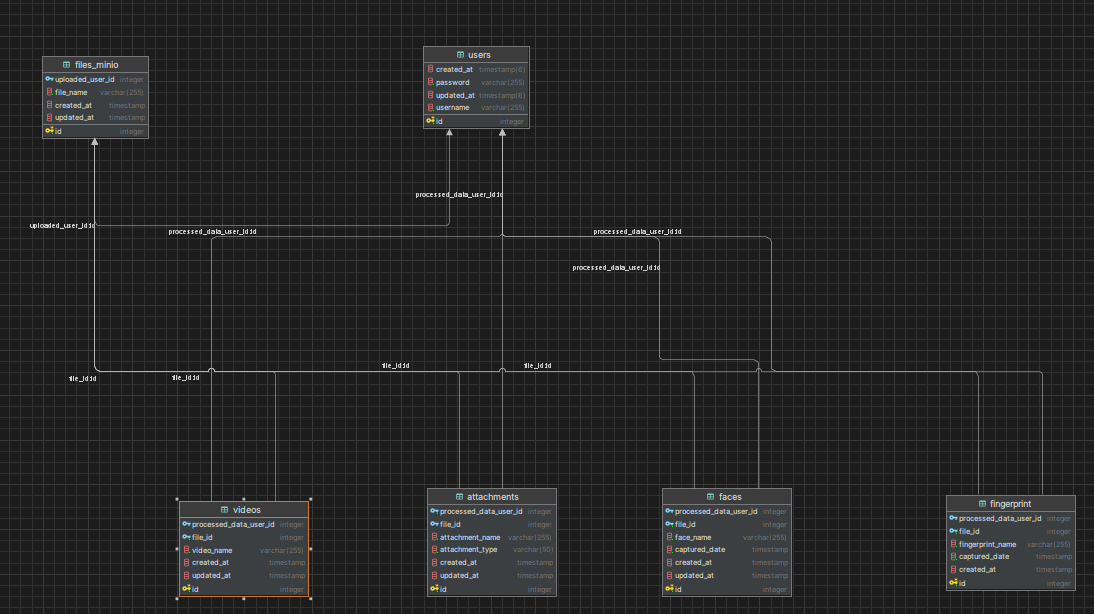 files_minio
uploaded_user_id integer
file_name varchar(255)
created_at timestamp
updated_at timestamp
id integer
users
created_at timestamp(6)
password varchar(255)
updated_at timestamp(6)
username varchar(255)
id integer
processed_data_user_id:id
uploaded_user_id:id
processed_data_user_id:id
processed_data_user_id:id
processed_data_user_id:id
file_id:id
file_id:id
file_id:id
file_id:id
videos
processed_data_user_id integer
file_id integer
video_name varchar(255)
created_at timestamp
updated_at timestamp
id integer
attachments
processed_data_user_id integer
file_id integer
attachment_name varchar(255)
attachment_type varchar(50)
created_at timestamp
updated_at timestamp
id integer
faces
processed_data_user_id integer
file_id integer
face_name varchar(255)
captured_date timestamp
created_at timestamp
updated_at timestamp
id integer
fingerprint
processed_data_user_id integer
file_id integer
fingerprint_name varchar(255)
captured_date timestamp
created_at timestamp
id integer